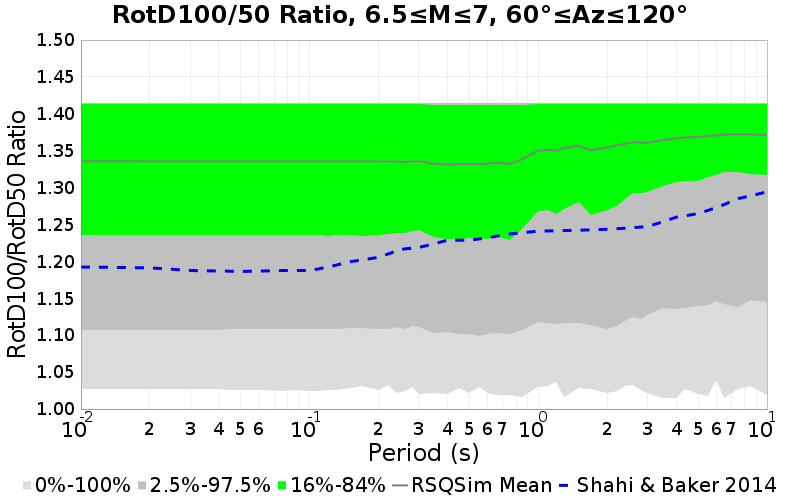 RotD100/50 Ratio, 6.5≤M≤7, 60°≤Az≤120°
RotD100/RotD50 Ratio
1.50
1.45
1.40
1.35
1.30
1.25
1.20
1.15
1.10
1.05
1.00
10-2 2 3 4 5 6 10-1 2 3 4 5 6 7 100 2 3 4 5 6 7 101
Period (s)
0%-100% 2.5%-97.5% 16%-84% RSQSim Mean Shahi & Baker 2014